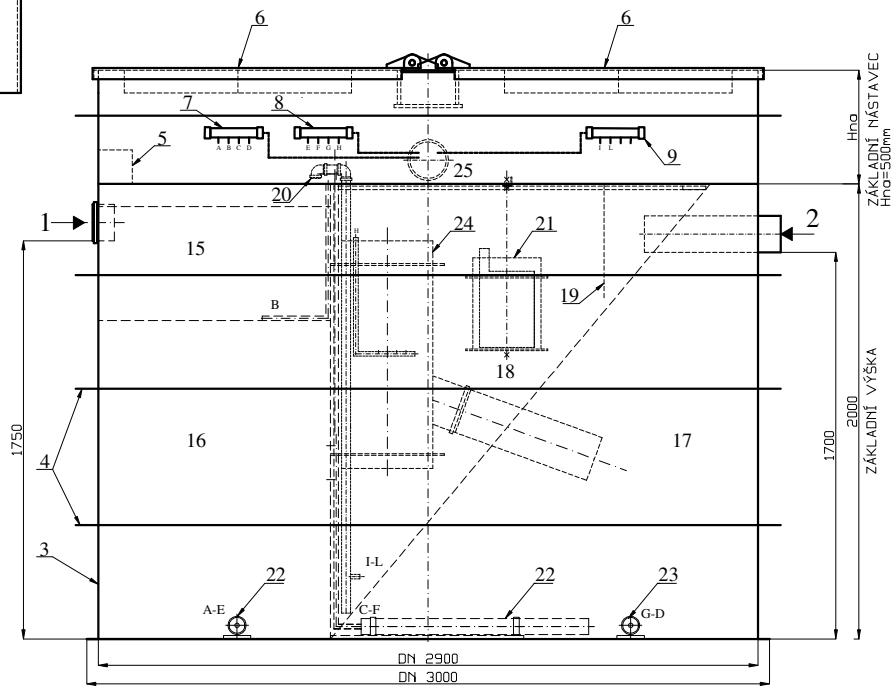 6
6
7
8
A B C D
E F G H
I L
5
9
25
20
Hna
ZÁKLADNÍ NÁSTAVEC
Hna=500mm
1
2
15
24
21
H
B
19
18
16
17
4
1750
1700
2000
ZÁKLADNÍ VÝŠKA
3
I-L
22
A-E
C-F
22
23
G-D
DN 2900
DN 3000